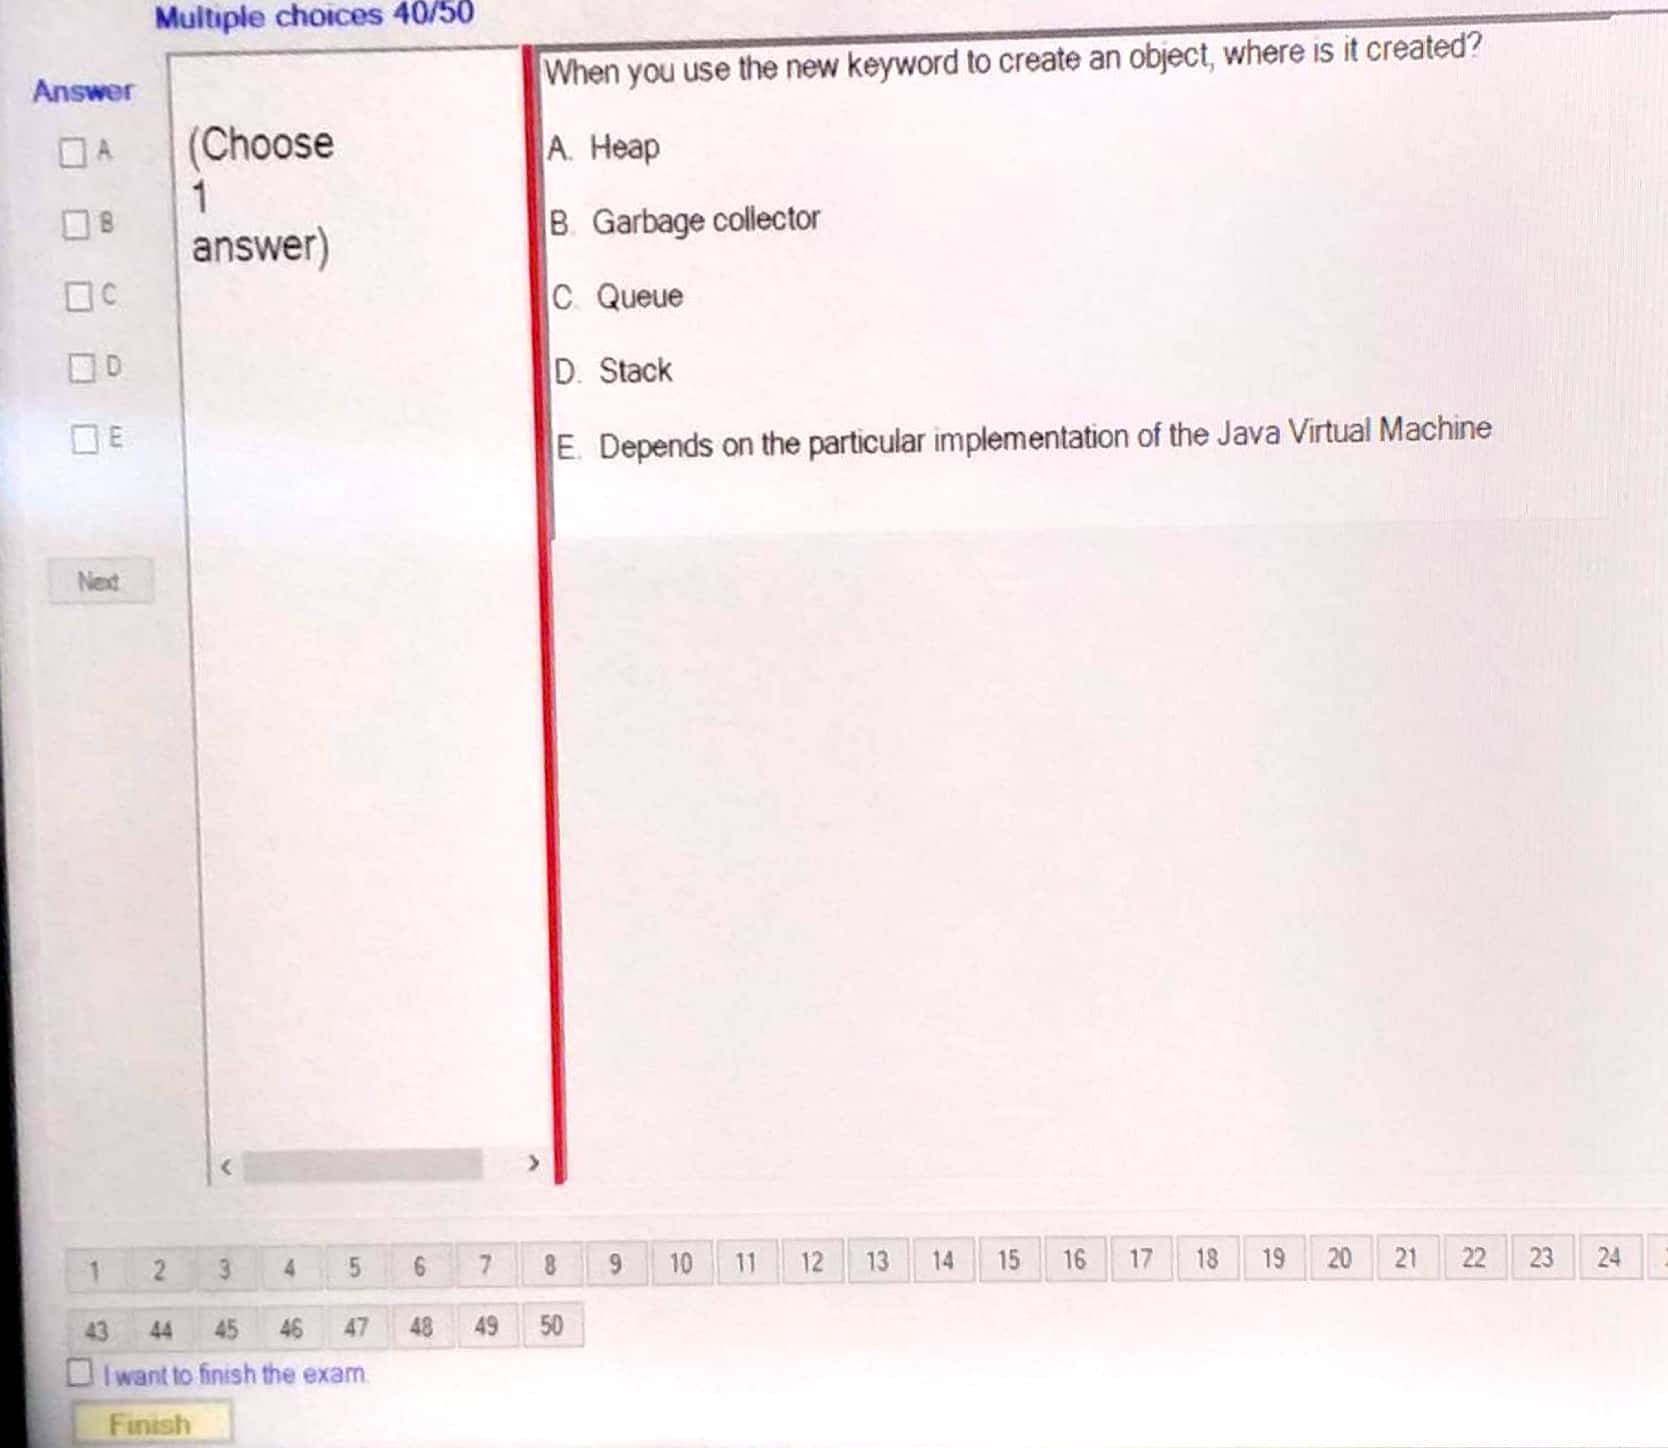 Multiple choices 40/50
Answer
A
B
C
D
E
Next
(Choose
1
answer)
When you use the new keyword to create an object, where is it created?
A. Heap
B. Garbage collector
C. Queue
D. Stack
E. Depends on the particular implementation of the Java Virtual Machine
< >
1 2 3 4 5 6 7 8 9 10 11 12 13 14 15 16 17 18 19 20 21 22 23 24
43 44 45 46 47 48 49 50
I want to finish the exam.
Finish